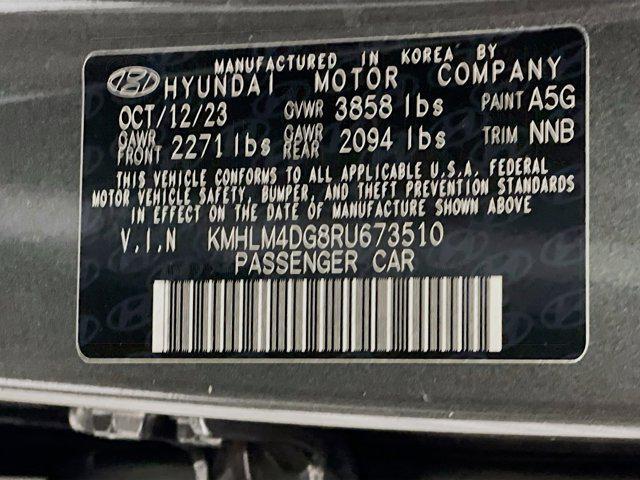 MANUFACTURED IN KOREA BY
HYUNDAI MOTOR COMPANY
OCT/12/23 GVWR 3858 lbs PAINT A5G
GAWR FRONT 2271 lbs GAWR REAR 2094 lbs TRIM NNB
THIS VEHICLE CONFORMS TO ALL APPLICABLE U.S.A. FEDERAL
MOTOR VEHICLE SAFETY, BUMPER, AND THEFT PREVENTION STANDARDS
IN EFFECT ON THE DATE OF MANUFACTURE SHOWN ABOVE
V.I.N KMHLM4DG8RU673510
PASSENGER CAR